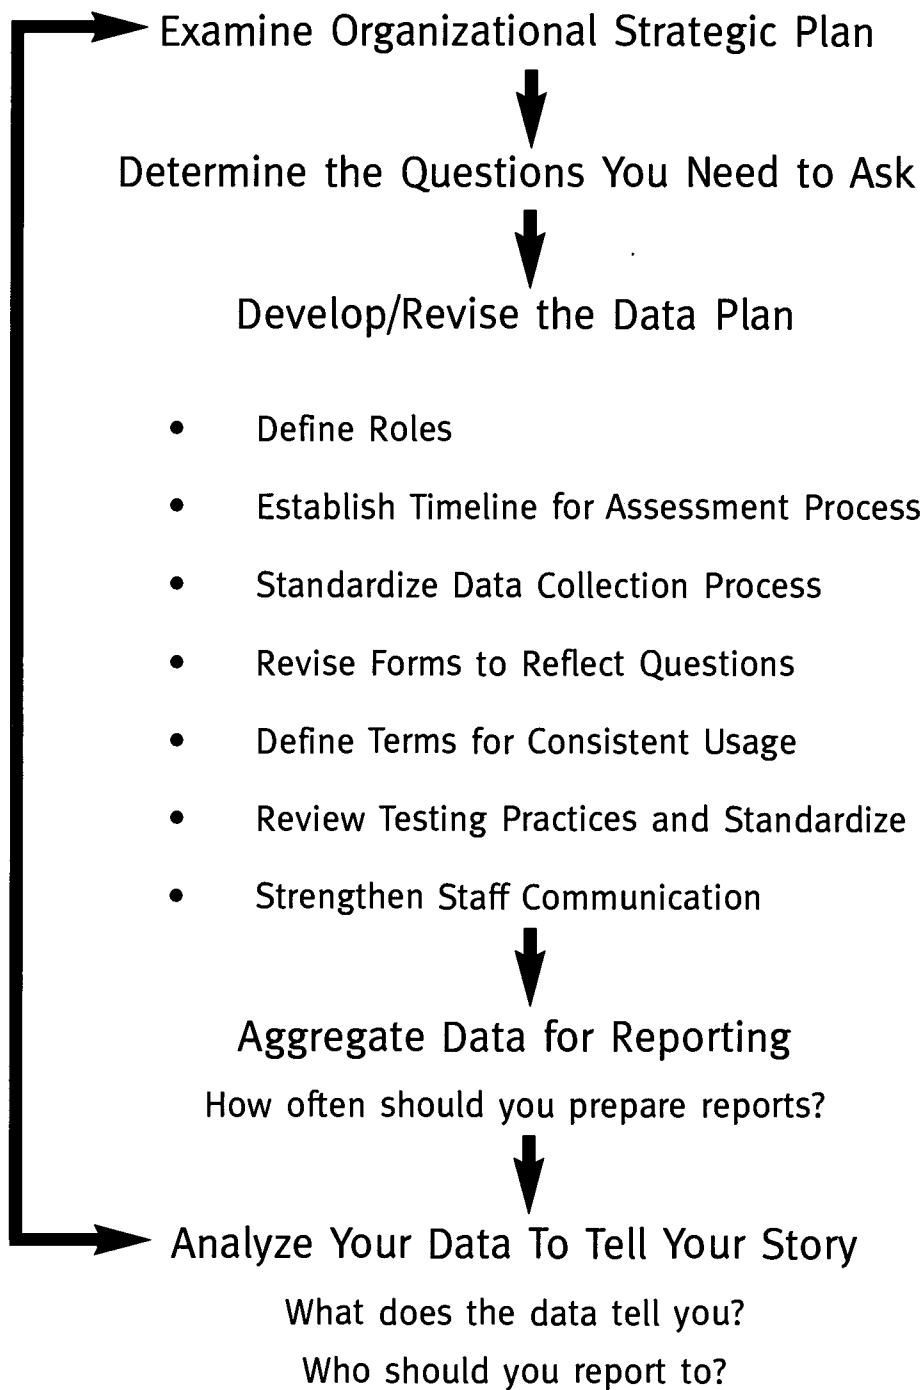 Examine Organizational Strategic Plan
Determine the Questions You Need to Ask
Develop/Revise the Data Plan
• Define Roles
• Establish Timeline for Assessment Process
• Standardize Data Collection Process
• Revise Forms to Reflect Questions
• Define Terms for Consistent Usage
• Review Testing Practices and Standardize
• Strengthen Staff Communication
Aggregate Data for Reporting
How often should you prepare reports?
Analyze Your Data To Tell Your Story
What does the data tell you?
Who should you report to?